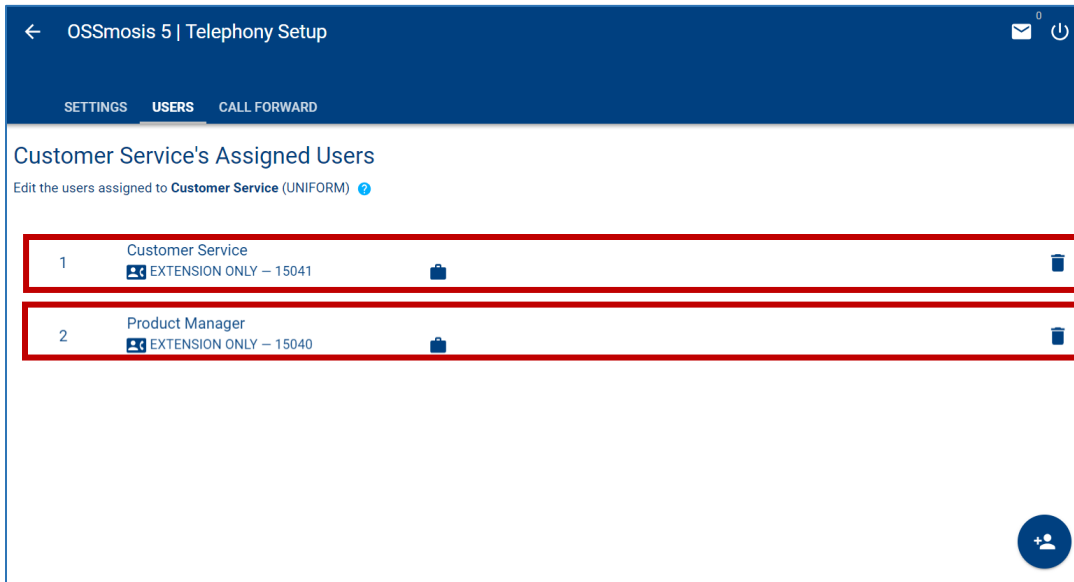 OSSmosis 5 | Telephony Setup
0
SETTINGS USERS CALL FORWARD
Customer Service's Assigned Users
Edit the users assigned to Customer Service (UNIFORM) ?
1
Customer Service
EXTENSION ONLY – 15041
2
Product Manager
EXTENSION ONLY – 15040